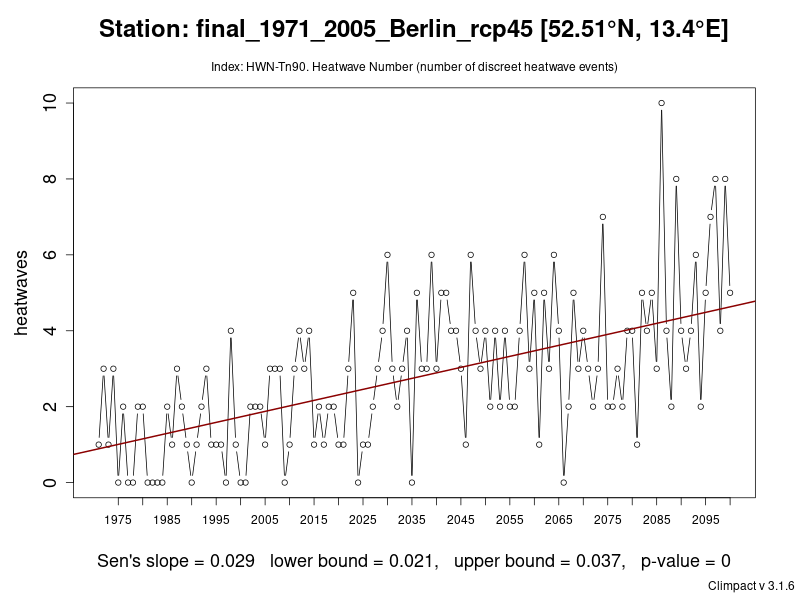 Station: final_1971_2005_Berlin_rcp45 [52.51°N, 13.4°E]
Index: HWN-Tn90. Heatwave Number (number of discreet heatwave events)
heatwaves
10
8
6
4
2
0
1975 1985 1995 2005 2015 2025 2035 2045 2055 2065 2075 2085 2095
Sen's slope = 0.029 lower bound = 0.021, upper bound = 0.037, p-value = 0
Climpact v 3.1.6